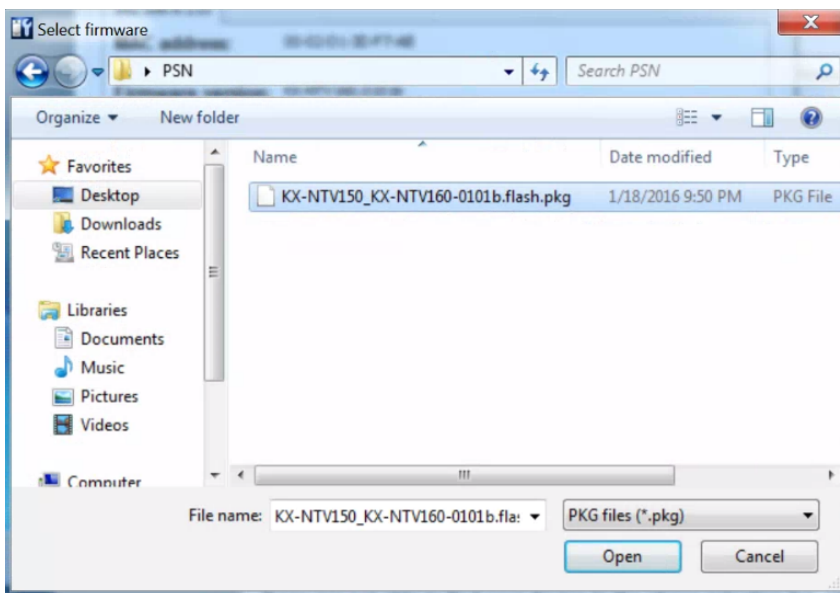 Select firmware
PSN
Search PSN
Organize
New folder
Favorites
Desktop
Downloads
Recent Places
Libraries
Documents
Music
Pictures
Videos
Computer
Name
Date modified
Type
KX-NTV150_KX-NTV160-0101b.flash.pkg
1/18/2016 9:50 PM
PKG File
File name:
KX-NTV150_KX-NTV160-0101b.fla
PKG files (*.pkg)
Open
Cancel